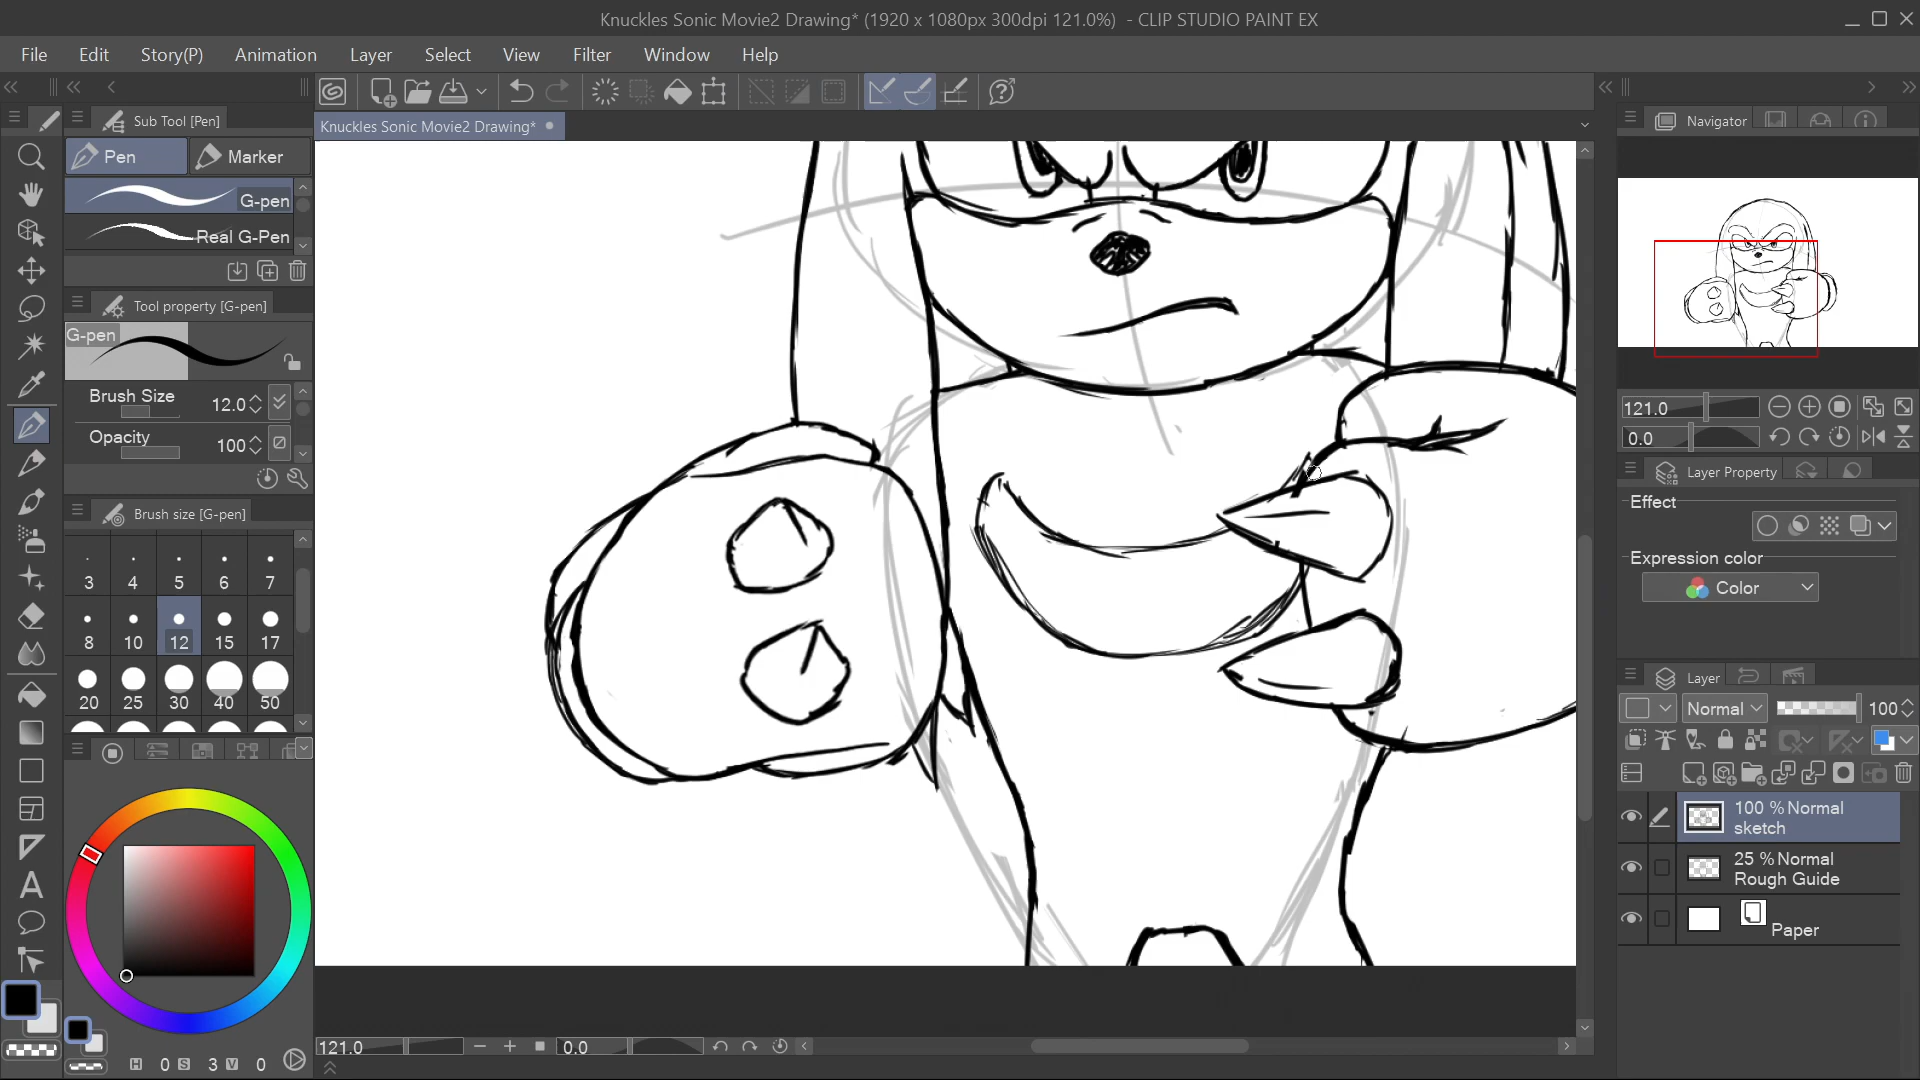 Knuckles Sonic Movie2 Drawing* (1920 x 1080px 300dpi 121.0%) - CLIP STUDIO PAINT EX
File Edit Story(P) Animation Layer Select View Filter Window Help
Sub Tool [Pen]
Knuckles Sonic Movie2 Drawing*
Navigator
Pen Marker
G-pen
Real G-Pen
Tool property [G-pen]
G-pen
Brush Size 12.0
Opacity 100
Brush size [G-pen]
3 4 5 6 7
8 10 12 15 17
20 25 30 40 50
H 0 S 3 V 0
121.0 0.0
121.0
0.0
Layer Property
Effect
Expression color
Color
Layer
Normal 100
100 % Normal
sketch
25 % Normal
Rough Guide
Paper